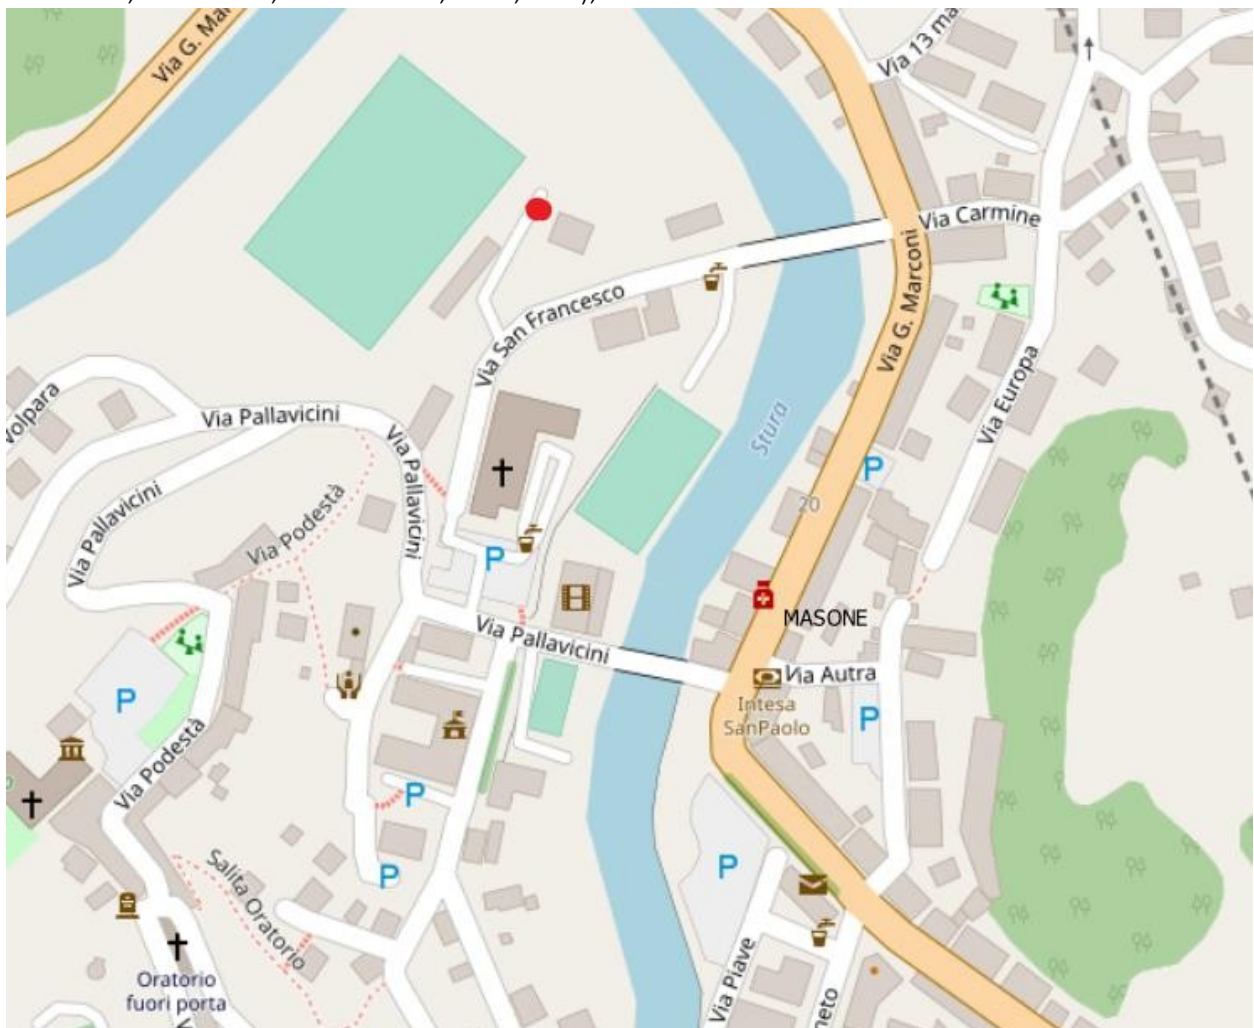 Via G. Mar
Via 13 ma
Via Carmine
Via G. Marconi
Via San Francesco
Via Europa
Stura
Volpara
Via Pallavicini
Via Pallavicini
Via Pallavicini
Via Podestà
P
20
P
MASONE
Via Pallavicini
Via Autra
Intesa
SanPaolo
P
P
Via Podestà
P
P
P
Salita Oratorio
Oratorio
fuori porta
Via Piave
neto